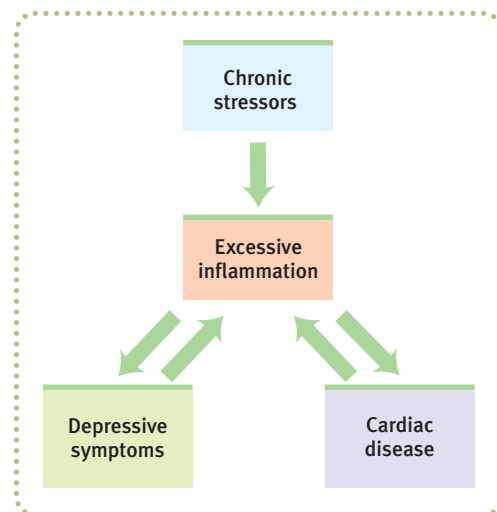 Chronic
stressors
Excessive
inflammation
Depressive
symptoms
Cardiac
disease